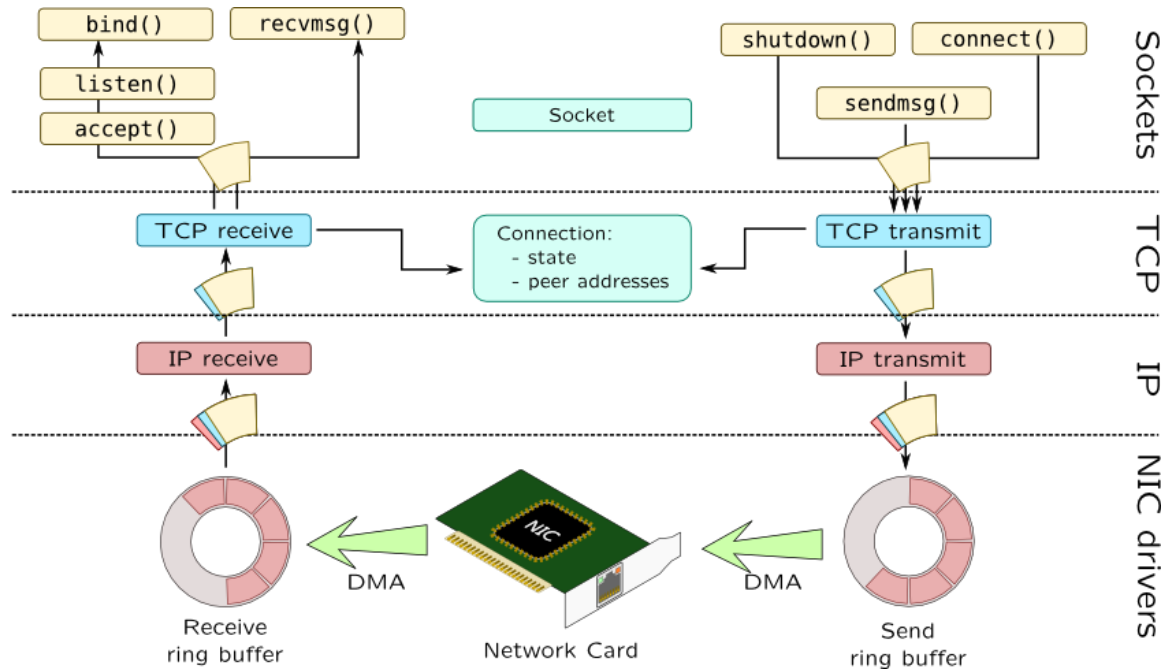 bind()
recvmsg()
shutdown()
connect()
listen()
sendmsg()
accept()
Socket
Sockets
TCP receive
Connection:
- state
- peer addresses
TCP transmit
TCP
IP receive
IP transmit
IP
NIC
DMA
DMA
Receive
ring buffer
Network Card
Send
ring buffer
NIC drivers